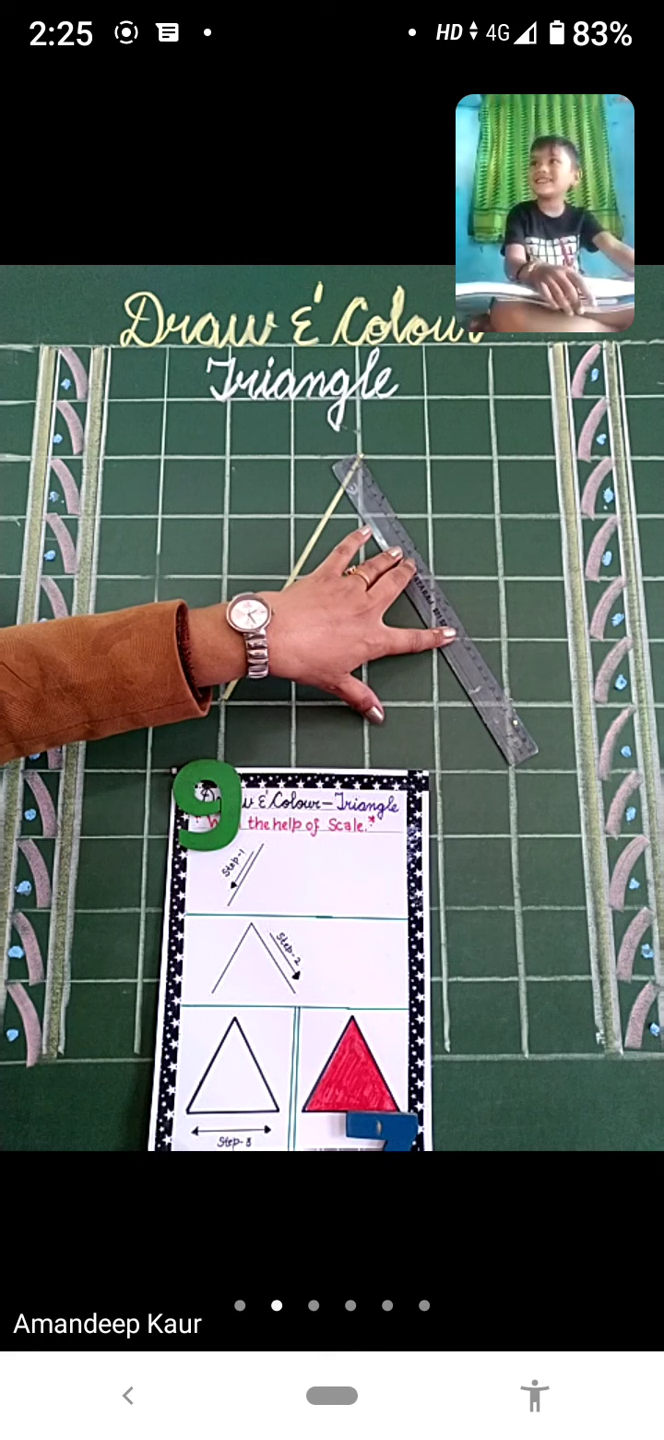 2:25
HD 4G 83%
Draw & Colour
Triangle
Draw & Colour-Triangle
the help of Scale.*
Step-1
Step-2
Step-3
Amandeep Kaur